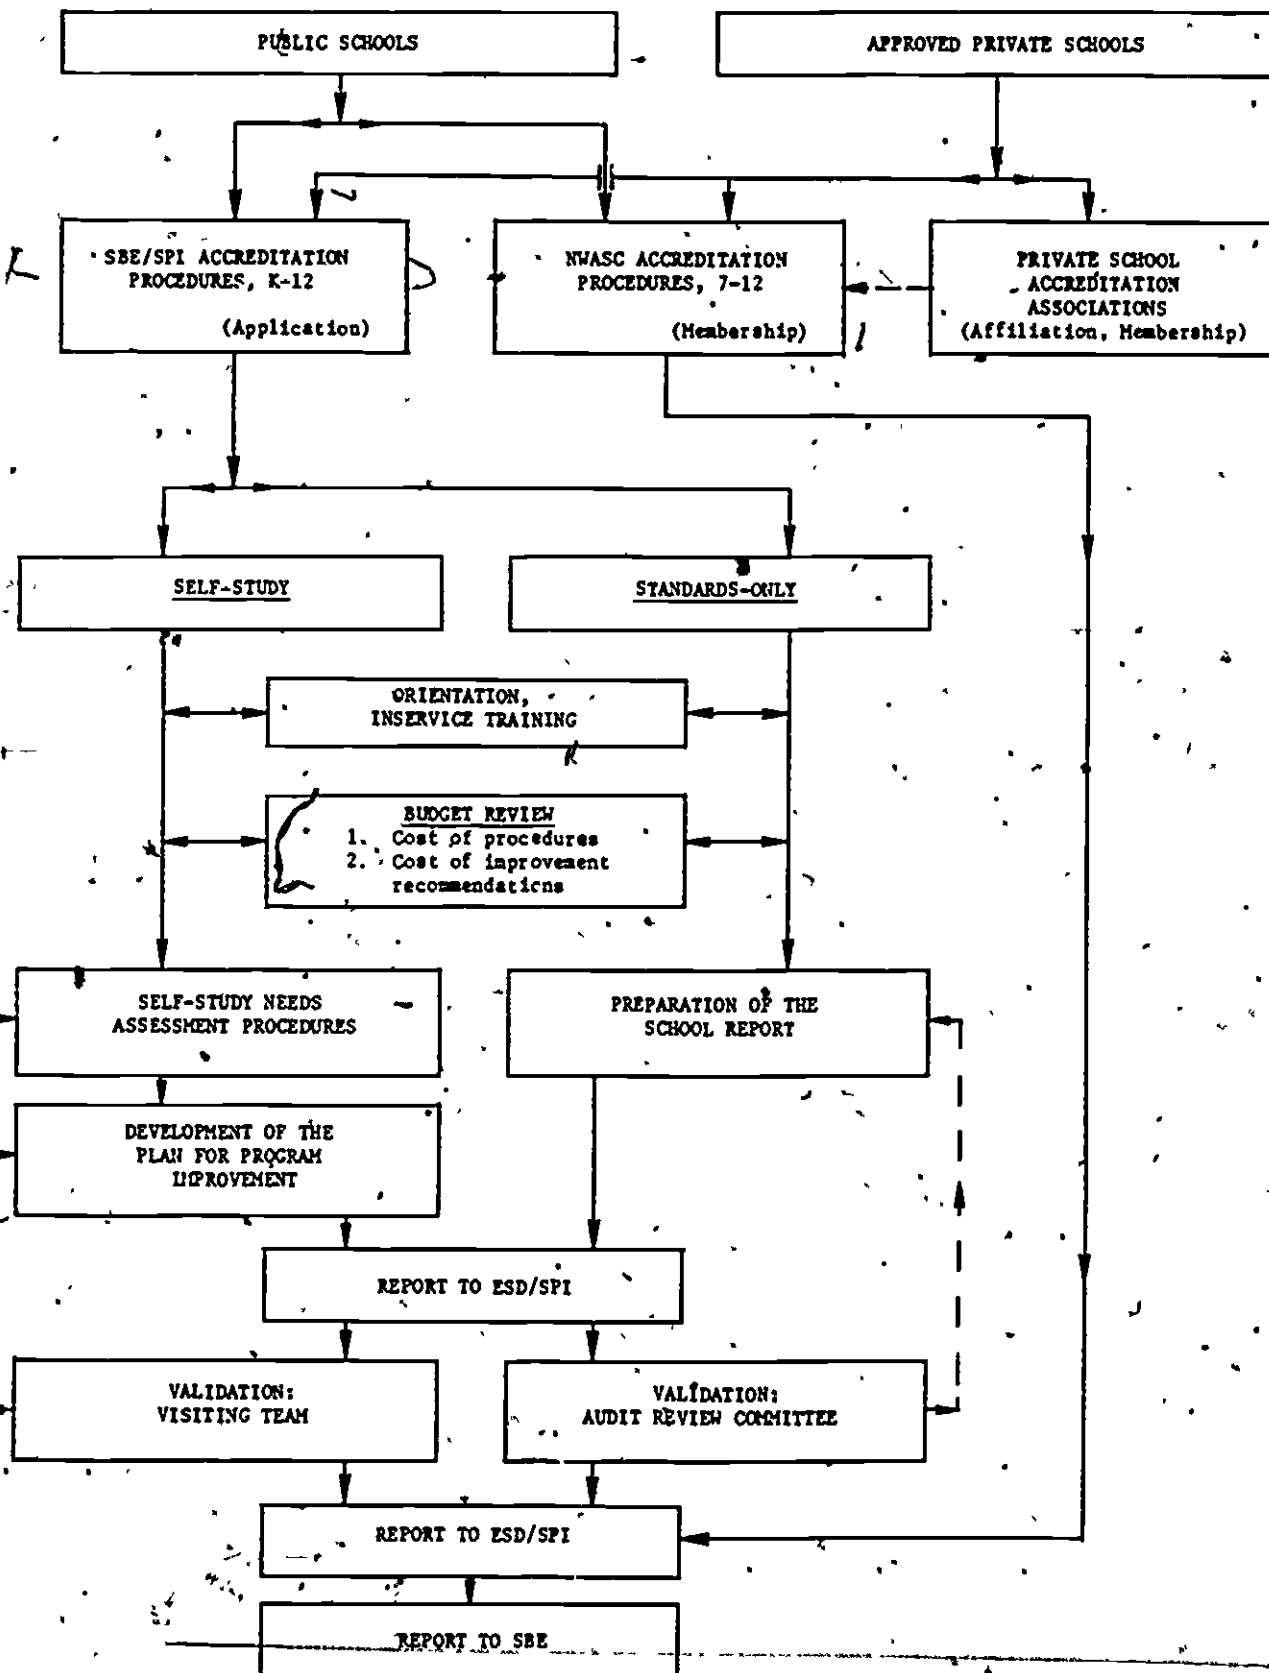 PUBLIC SCHOOLS
APPROVED PRIVATE SCHOOLS
SBE/SPI ACCREDITATION
PROCEDURES, K-12
(Application)
NWASC ACCREDITATION
PROCEDURES, 7-12
(Membership)
PRIVATE SCHOOL
ACCREDITATION
ASSOCIATIONS
(Affiliation, Membership)
SELF-STUDY
STANDARDS-ONLY
ORIENTATION,
INSERVICE TRAINING
BUDGET REVIEW
1. Cost of procedures
2. Cost of improvement
recommendations
SELF-STUDY NEEDS
ASSESSMENT PROCEDURES
PREPARATION OF THE
SCHOOL REPORT
DEVELOPMENT OF THE
PLAN FOR PROGRAM
IMPROVEMENT
REPORT TO ESD/SPI
VALIDATION:
VISITING TEAM
VALIDATION:
AUDIT REVIEW COMMITTEE
REPORT TO ESD/SPI
REPORT TO SBE